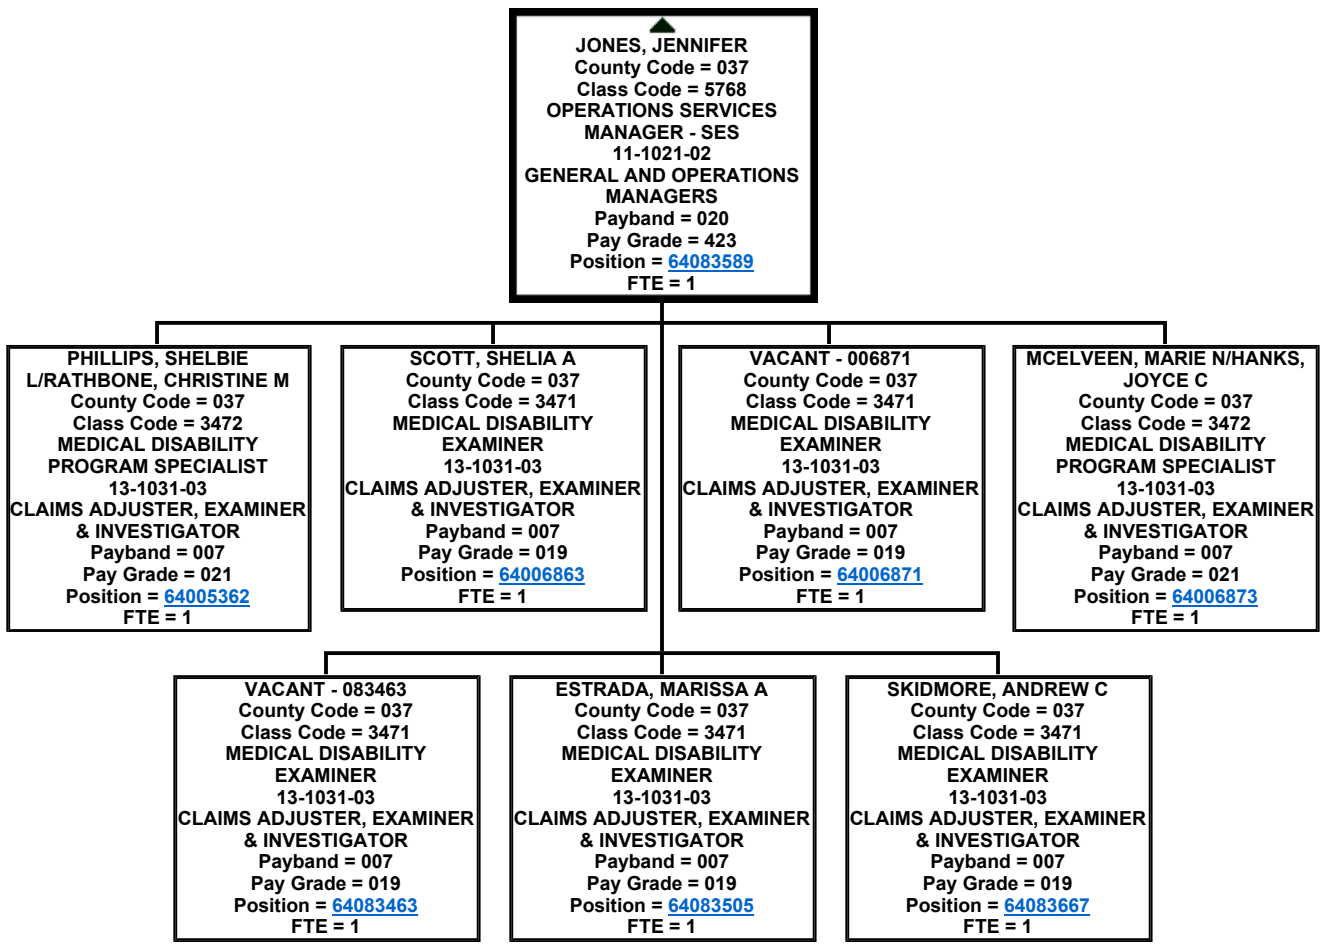 JONES, JENNIFER
County Code = 037
Class Code = 5768
OPERATIONS SERVICES
MANAGER - SES
11-1021-02
GENERAL AND OPERATIONS
MANAGERS
Payband = 020
Pay Grade = 423
Position = 64083589
FTE = 1
PHILLIPS, SHELBIE
L/RATHBONE, CHRISTINE M
County Code = 037
Class Code = 3472
MEDICAL DISABILITY
PROGRAM SPECIALIST
13-1031-03
CLAIMS ADJUSTER, EXAMINER
& INVESTIGATOR
Payband = 007
Pay Grade = 021
Position = 64005362
FTE = 1
SCOTT, SHELIA A
County Code = 037
Class Code = 3471
MEDICAL DISABILITY
EXAMINER
13-1031-03
CLAIMS ADJUSTER, EXAMINER
& INVESTIGATOR
Payband = 007
Pay Grade = 019
Position = 64006863
FTE = 1
VACANT - 006871
County Code = 037
Class Code = 3471
MEDICAL DISABILITY
EXAMINER
13-1031-03
CLAIMS ADJUSTER, EXAMINER
& INVESTIGATOR
Payband = 007
Pay Grade = 019
Position = 64006871
FTE = 1
MCELVEEN, MARIE N/HANKS,
JOYCE C
County Code = 037
Class Code = 3472
MEDICAL DISABILITY
PROGRAM SPECIALIST
13-1031-03
CLAIMS ADJUSTER, EXAMINER
& INVESTIGATOR
Payband = 007
Pay Grade = 021
Position = 64006873
FTE = 1
VACANT - 083463
County Code = 037
Class Code = 3471
MEDICAL DISABILITY
EXAMINER
13-1031-03
CLAIMS ADJUSTER, EXAMINER
& INVESTIGATOR
Payband = 007
Pay Grade = 019
Position = 64083463
FTE = 1
ESTRADA, MARISSA A
County Code = 037
Class Code = 3471
MEDICAL DISABILITY
EXAMINER
13-1031-03
CLAIMS ADJUSTER, EXAMINER
& INVESTIGATOR
Payband = 007
Pay Grade = 019
Position = 64083505
FTE = 1
SKIDMORE, ANDREW C
County Code = 037
Class Code = 3471
MEDICAL DISABILITY
EXAMINER
13-1031-03
CLAIMS ADJUSTER, EXAMINER
& INVESTIGATOR
Payband = 007
Pay Grade = 019
Position = 64083667
FTE = 1